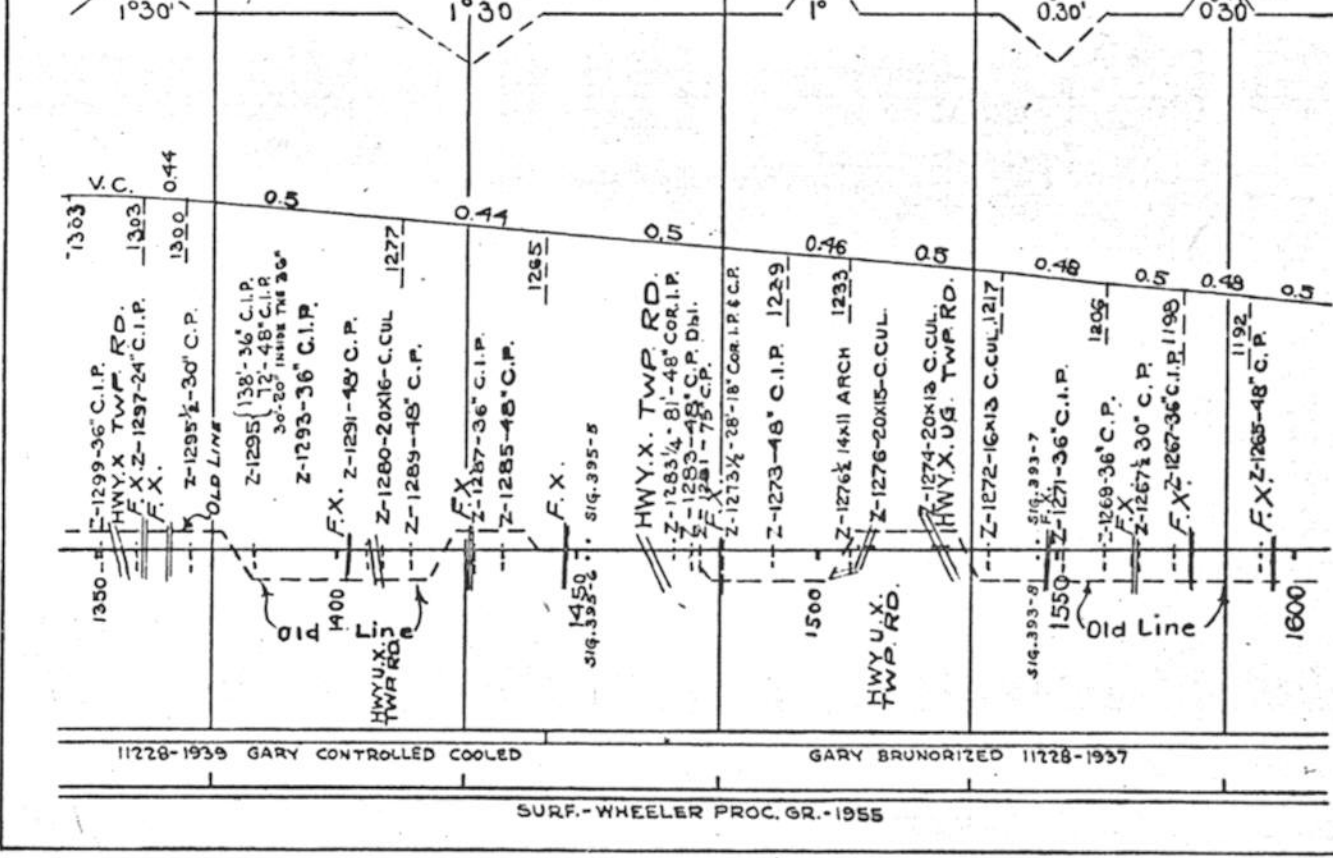 1°30'
1°30
1°
0.30'
0 30
V.C.
0.44
0.5
0.44
0.5
0.46
0.5
0.48
0.5
0.48
0.5
1303
1303
1300
1277
1265
1229
1233
1217
1206
1198
1192
Z-1299-36" C.I.P.
HWY.X TWP. RD.
F.X.
Z-1297-24" C.I.P.
F.X.
Z-1295½-30" C.P.
OLD LINE
Z-1295{138'-36" C.I.P.
12'-48" C.I.P.
30'-20" INSIDE THE 36"
Z-1293-36" C.I.P.
F.X.
Z-1291-48" C.P.
Z-1280-20X16-C.CUL
Z-1289-48" C.P.
F.X.
Z-1287-36" C.I.P.
Z-1285-48" C.P.
F.X.
SIG.395-5
HWY.X. TWP. RD.
Z-1283¼-81'-48" COR.I.P.
Z-1283-48" C.P. Dbl.
Z-1281-75" C.P.
F.X.
Z-1273½-28'-18" COR.I.P. & C.P.
Z-1273-48" C.I.P.
Z-1276½ 14X11 ARCH
Z-1276-20X15-C.CUL.
Z-1274-20X13 C.CUL.
HWY.X.UG. TWP. RD.
Z-1272-16X13 C.CUL.
SIG.393-7
F.X.
Z-1271-36" C.I.P.
Z-1269-36" C.P.
F.X.
Z-1267½ 30" C.P.
Z-1267-36" C.I.P.
F.X.
Z-1265-48" C.P.
F.X.
1350
1400
1450
1500
1550
1600
Old Line
HWY U.X.
TWP. RD.
SIG.395-6
HWY U.X.
TWP. RD.
SIG.393-8
Old Line
11228-1939 GARY CONTROLLED COOLED
GARY BRUNORIZED 11228-1937
SURF.-WHEELER PROC. GR.-1955